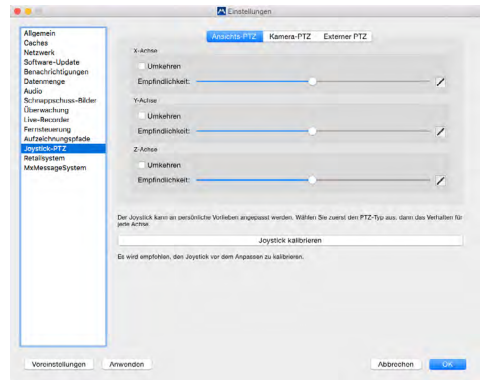 Einstellungen
Allgemein
Caches
Netzwerk
Software-Update
Benachrichtigungen
Datenmenge
Audio
Schnappschuss-Bilder
Überwachung
Live-Recorder
Fernsteuerung
Aufzeichnungspfade
Joystick-PTZ
Retailsystem
MxMessageSystem
Ansichts-PTZ Kamera-PTZ Externer PTZ
X-Achse
Umkehren
Empfindlichkeit:
Y-Achse
Umkehren
Empfindlichkeit:
Z-Achse
Umkehren
Empfindlichkeit:
Der Joystick kann an persönliche Vorlieben angepasst werden. Wählen Sie zuerst den PTZ-Typ aus, dann das Verhalten für
jede Achse.
Joystick kalibrieren
Es wird empfohlen, den Joystick vor dem Anpassen zu kalibrieren.
Voreinstellungen Anwenden Abbrechen OK